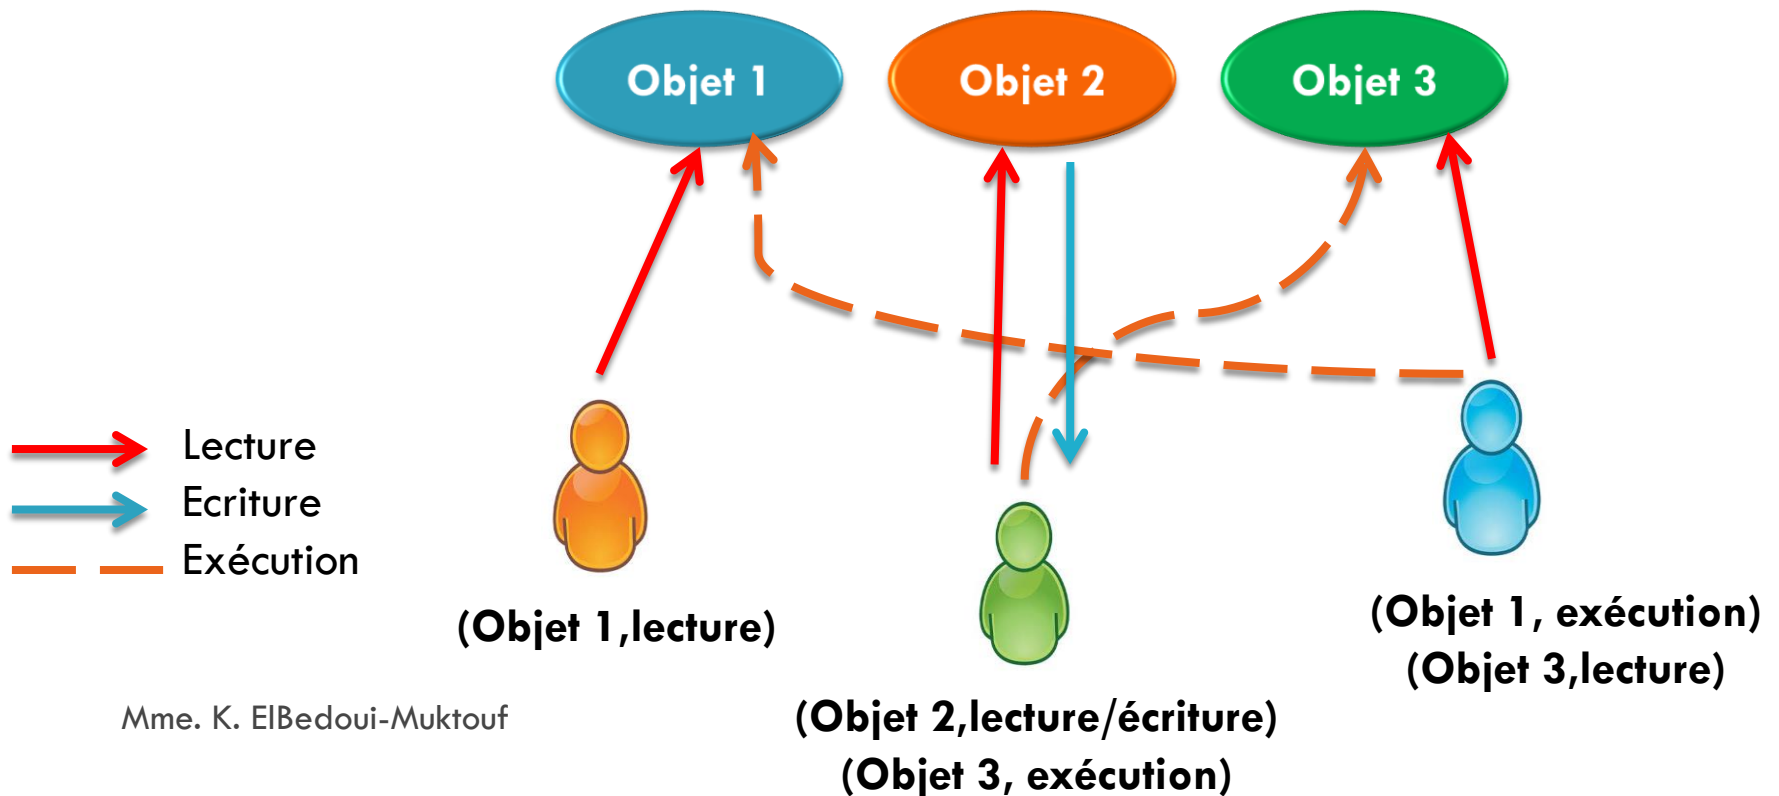 Objet 1
Objet 2
Objet 3
Lecture
Ecriture
Exécution
(Objet 1,lecture)
(Objet 1, exécution)
(Objet 3,lecture)
Mme. K. ElBedoui-Muktouf
(Objet 2,lecture/écriture)
(Objet 3, exécution)